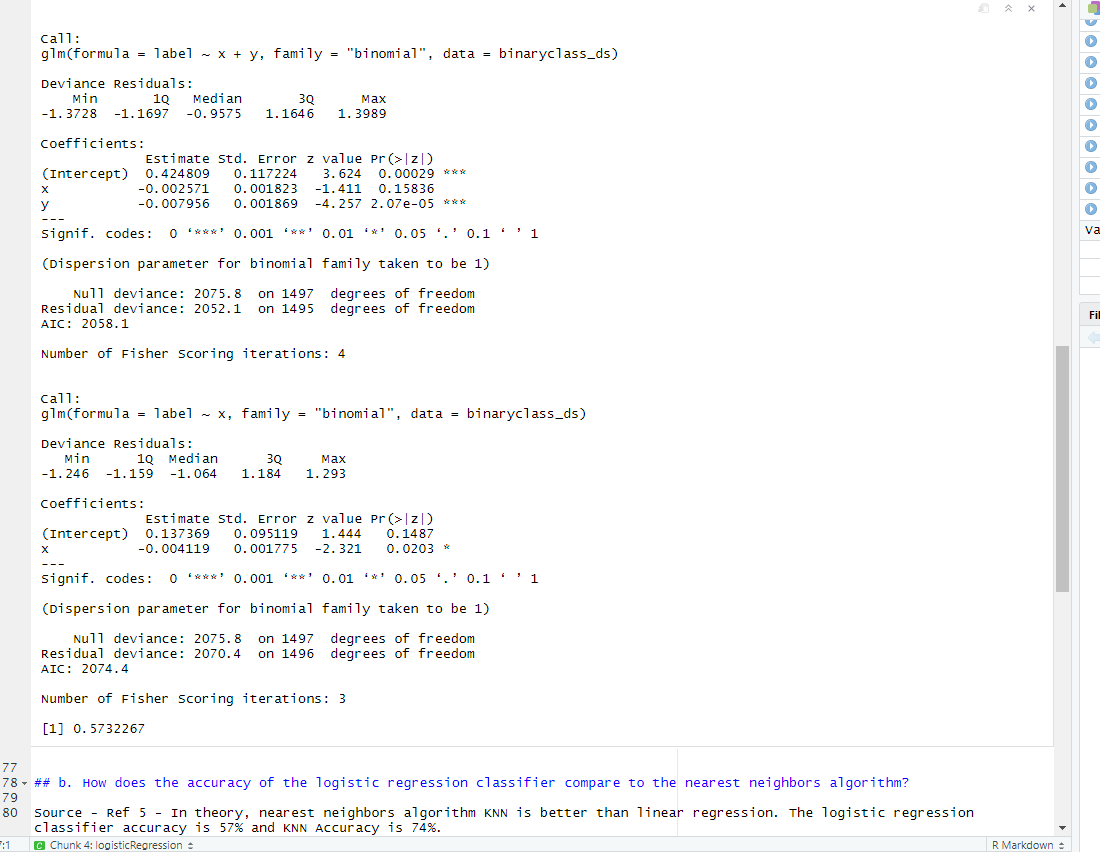 Call:
glm(formula = label ~ x + y, family = "binomial", data = binaryclass_ds)
Deviance Residuals:
Min 1Q Median 3Q Max
-1.3728 -1.1697 -0.9575 1.1646 1.3989
Coefficients:
Estimate Std. Error z value Pr(>|z|)
(Intercept) 0.424809 0.117224 3.624 0.00029 ***
x -0.002571 0.001823 -1.411 0.15836
y -0.007956 0.001869 -4.257 2.07e-05 ***
---
Signif. codes: 0 ‘***’ 0.001 ‘**’ 0.01 ‘*’ 0.05 ‘.’ 0.1 ‘ ’ 1
(Dispersion parameter for binomial family taken to be 1)
Null deviance: 2075.8 on 1497 degrees of freedom
Residual deviance: 2052.1 on 1495 degrees of freedom
AIC: 2058.1
Number of Fisher Scoring iterations: 4
Call:
glm(formula = label ~ x, family = "binomial", data = binaryclass_ds)
Deviance Residuals:
Min 1Q Median 3Q Max
-1.246 -1.159 -1.064 1.184 1.293
Coefficients:
Estimate Std. Error z value Pr(>|z|)
(Intercept) 0.137369 0.095119 1.444 0.1487
x -0.004119 0.001775 -2.321 0.0203 *
---
Signif. codes: 0 ‘***’ 0.001 ‘**’ 0.01 ‘*’ 0.05 ‘.’ 0.1 ‘ ’ 1
(Dispersion parameter for binomial family taken to be 1)
Null deviance: 2075.8 on 1497 degrees of freedom
Residual deviance: 2070.4 on 1496 degrees of freedom
AIC: 2074.4
Number of Fisher Scoring iterations: 3
[1] 0.5732267
77
78 ## b. How does the accuracy of the logistic regression classifier compare to the nearest neighbors algorithm?
79
80 Source - Ref 5 - In theory, nearest neighbors algorithm KNN is better than linear regression. The logistic regression
classifier accuracy is 57% and KNN Accuracy is 74%.
:1 C Chunk 4: logisticRegression R Markdown
Va
Fil